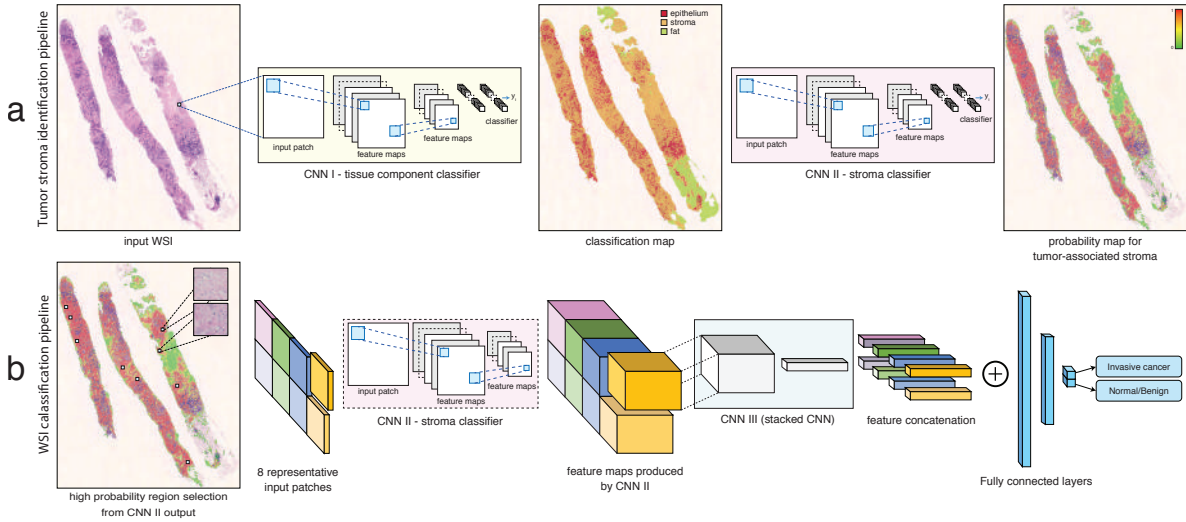 Tumor stroma identification pipeline
a
input WSI
input patch
feature maps
feature maps
classifier
y i
CNN I - tissue component classifier
epithelium
stroma
fat
classification map
input patch
feature maps
feature maps
classifier
y i
CNN II - stroma classifier
1
0
probability map for
tumor-associated stroma
WSI calassification pipeline
b
high probability region selection
from CNN II output
8 representative
input patches
input patch
feature maps
feature maps
CNN II - stroma classifier
feature maps produced
by CNN II
CNN III (stacked CNN)
feature concatenation
Fully connected layers
Invasive cancer
Normal/Benign